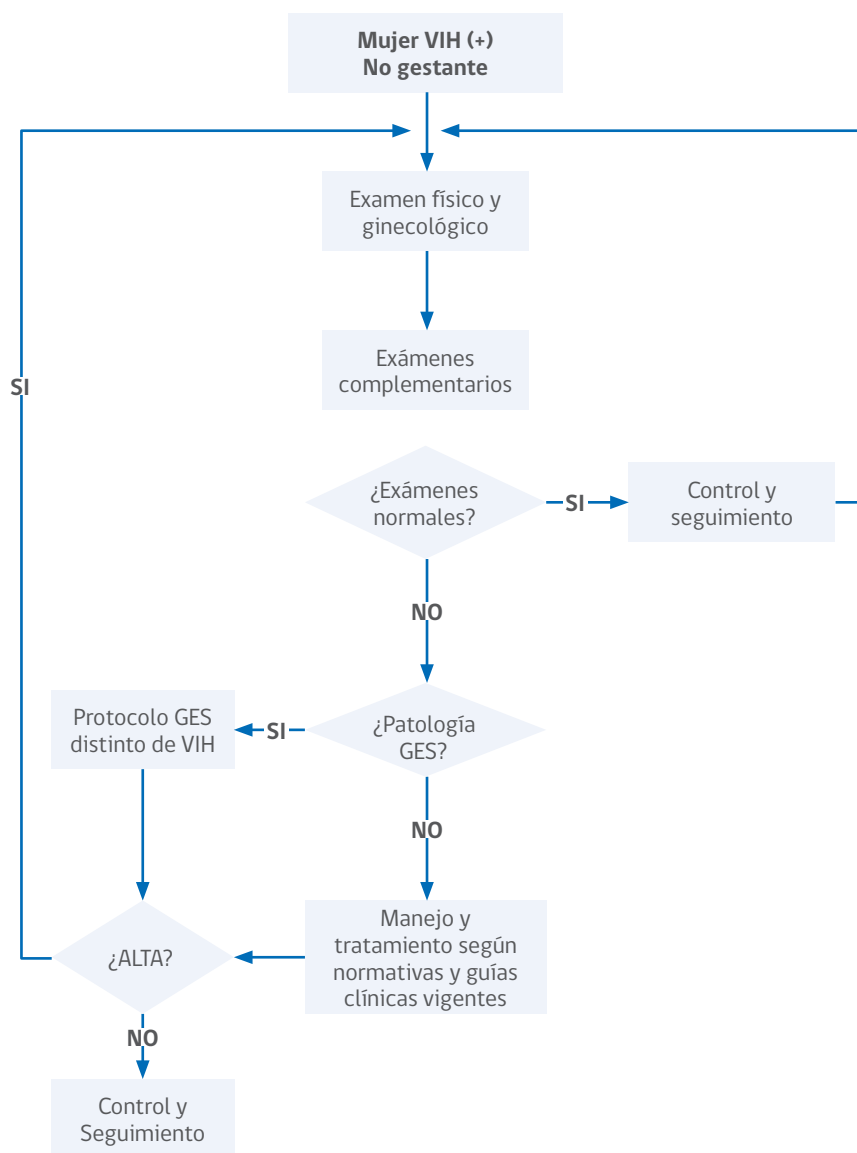 Mujer VIH (+)
No gestante
Examen físico y
ginecológico
Exámenes
complementarios
SI
¿Exámenes
normales?
SI
Control y
seguimiento
NO
Protocolo GES
distinto de VIH
SI
¿Patología
GES?
NO
¿ALTA?
Manejo y
tratamiento según
normativas y guías
clínicas vigentes
NO
Control y
Seguimiento